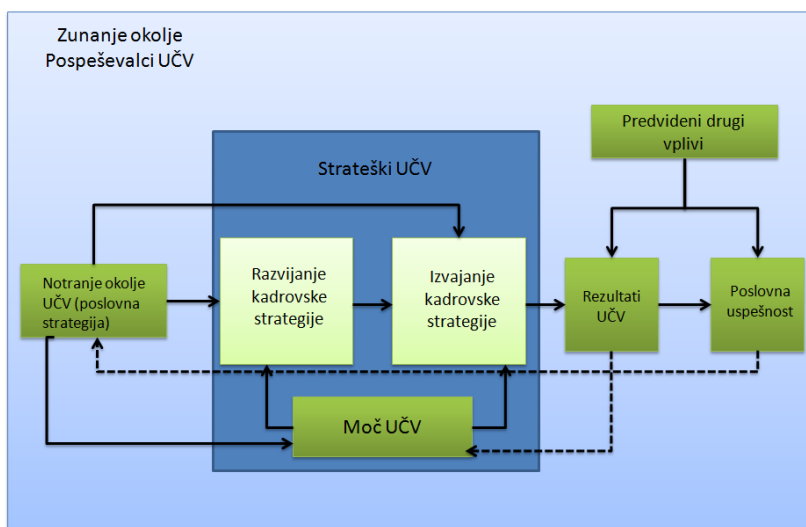 Zunanje okolje
Pospeševalci UČV
Predvideni drugi
vplivi
Strateški UČV
Notranje okolje
UČV (poslovna
strategija)
Razvijanje
kadrovske
strategije
Izvajanje
kadrovske
strategije
Rezultati
UČV
Poslovna
uspešnost
Moč UČV